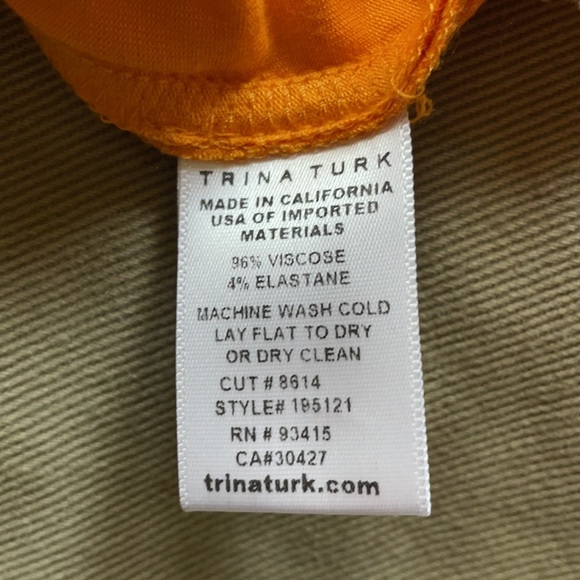 TRINA TURK
MADE IN CALIFORNIA
USA OF IMPORTED
MATERIALS
96% VISCOSE
4% ELASTANE
MACHINE WASH COLD
LAY FLAT TO DRY
OR DRY CLEAN
CUT # 8614
STYLE# 195121
RN # 93415
CA#30427
trinaturk.com